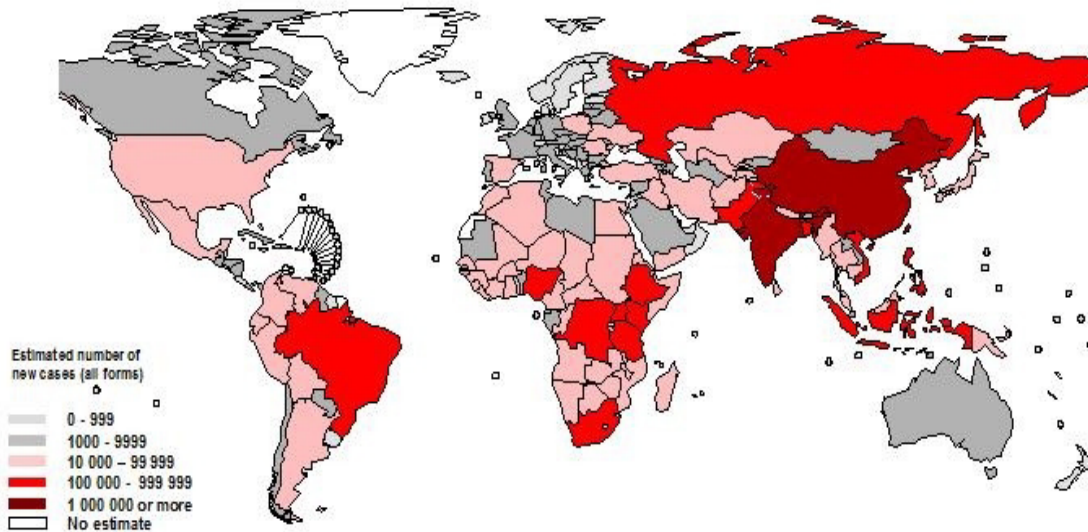 Estimated number of
new cases (all forms)
0 - 999
1000 - 9999
10 000 – 99 999
100 000 - 999 999
1 000 000 or more
No estimate